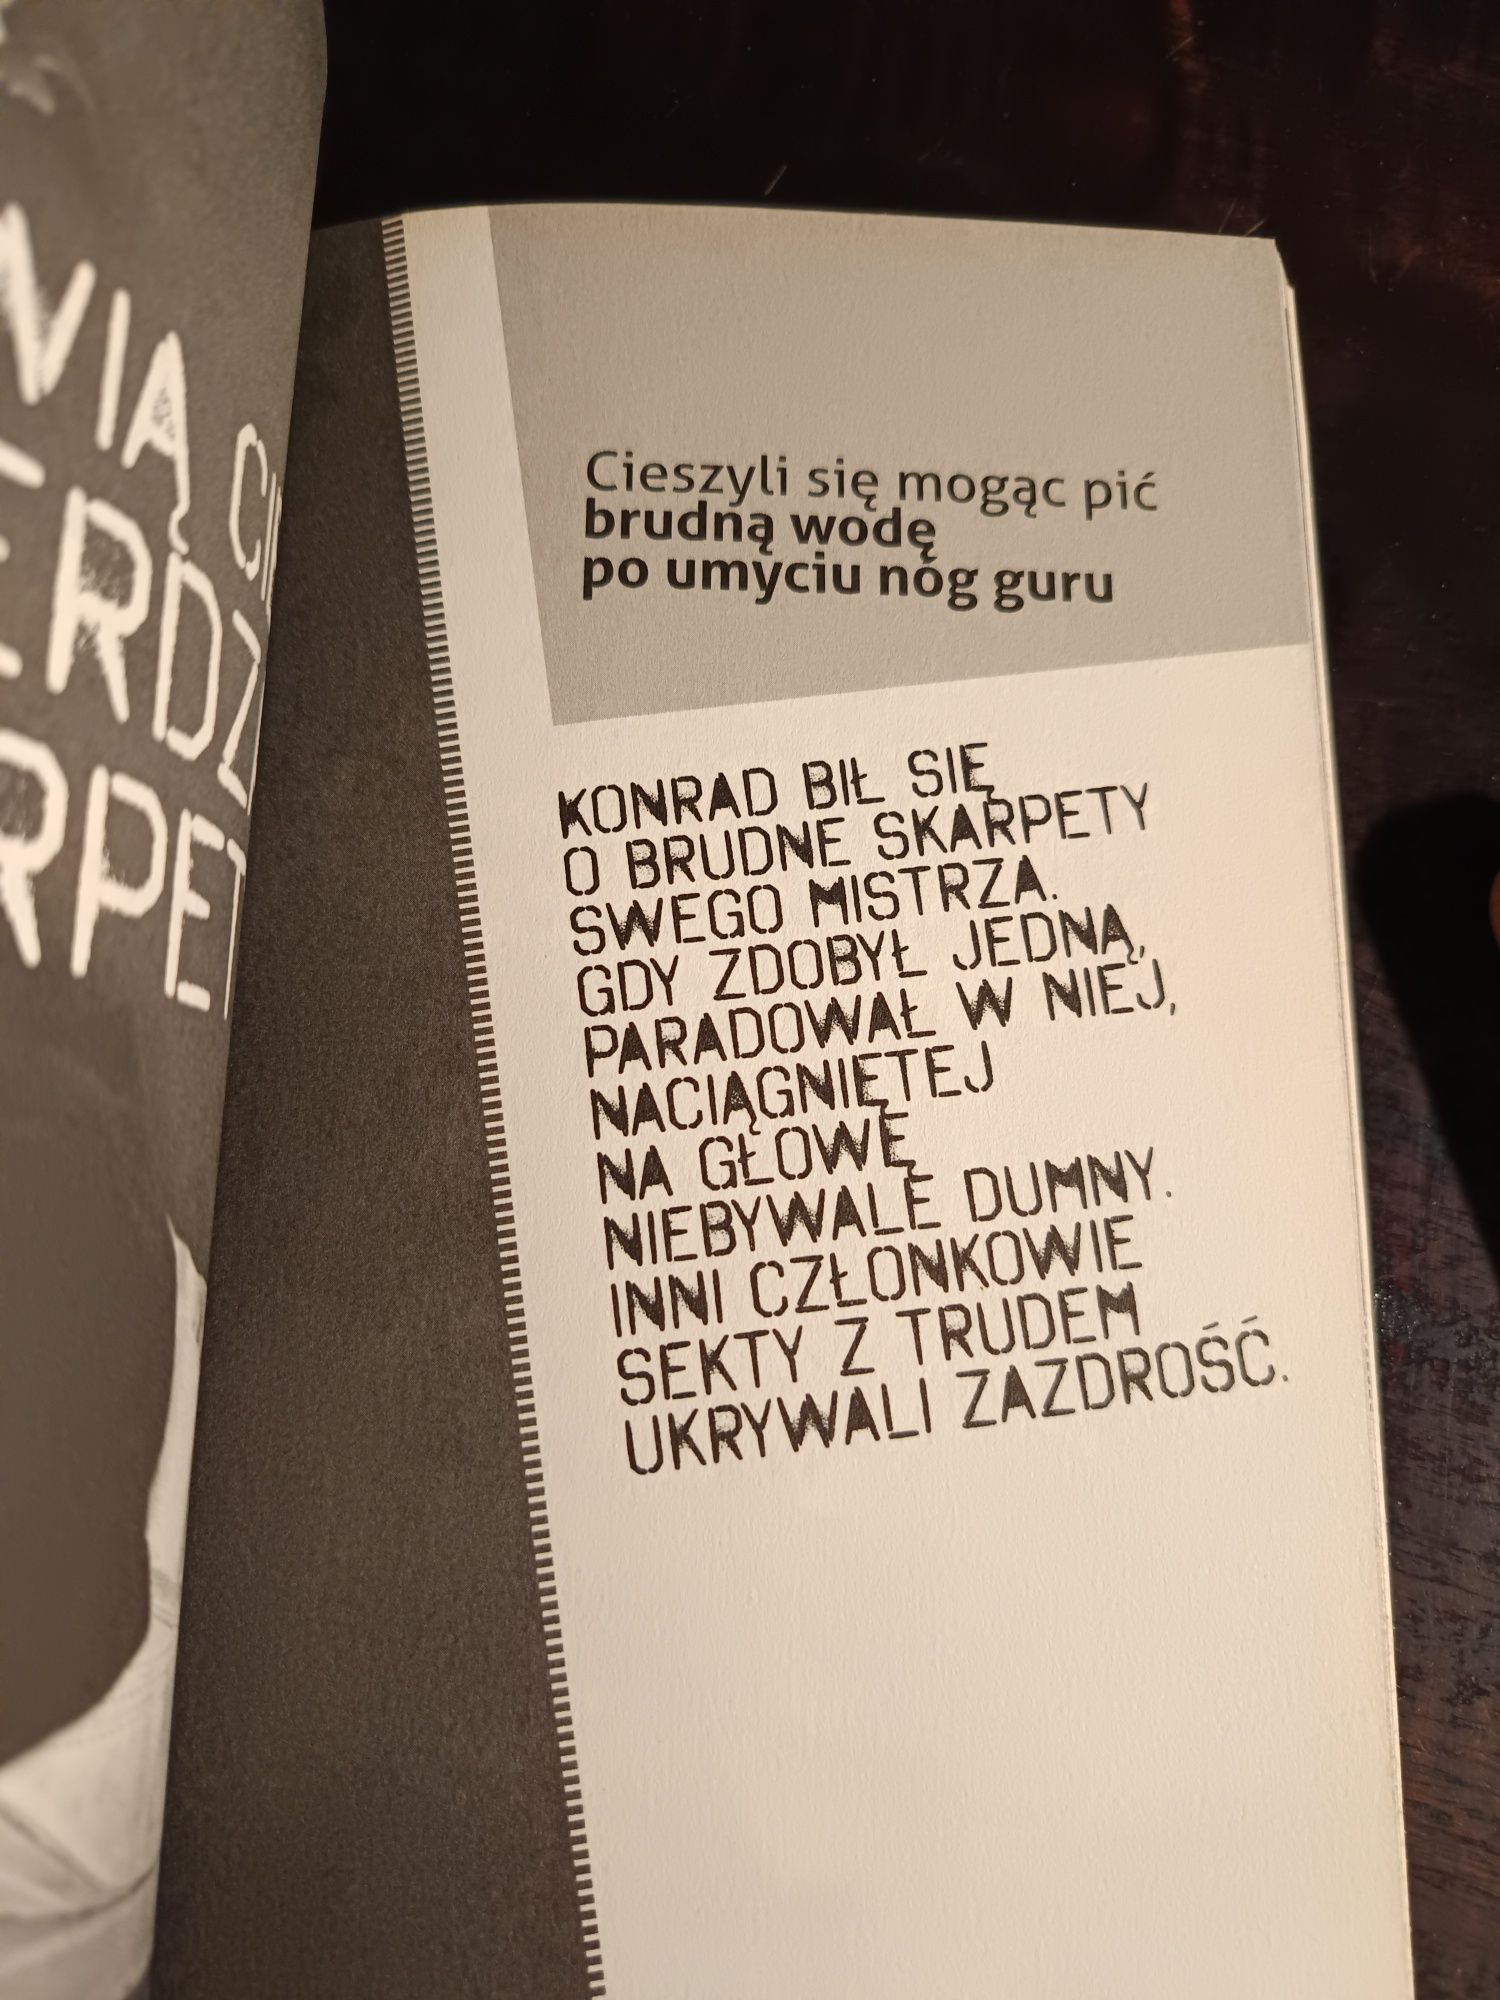 Cieszyli się mogąc pić
brudną wodę
po umyciu nóg guru
KONRAD BIŁ SIĘ
O BRUDNE SKARPETY
SWEGO MISTRZA.
GDY ZDOBYŁ JEDNĄ,
PARADOWAŁ W NIEJ,
NACIĄGNIĘTEJ
NA GŁOWĘ
NIEBYWALE DUMNY.
INNI CZŁONKOWIE
SEKTY Z TRUDEM
UKRYWALI ZAZDROŚĆ.